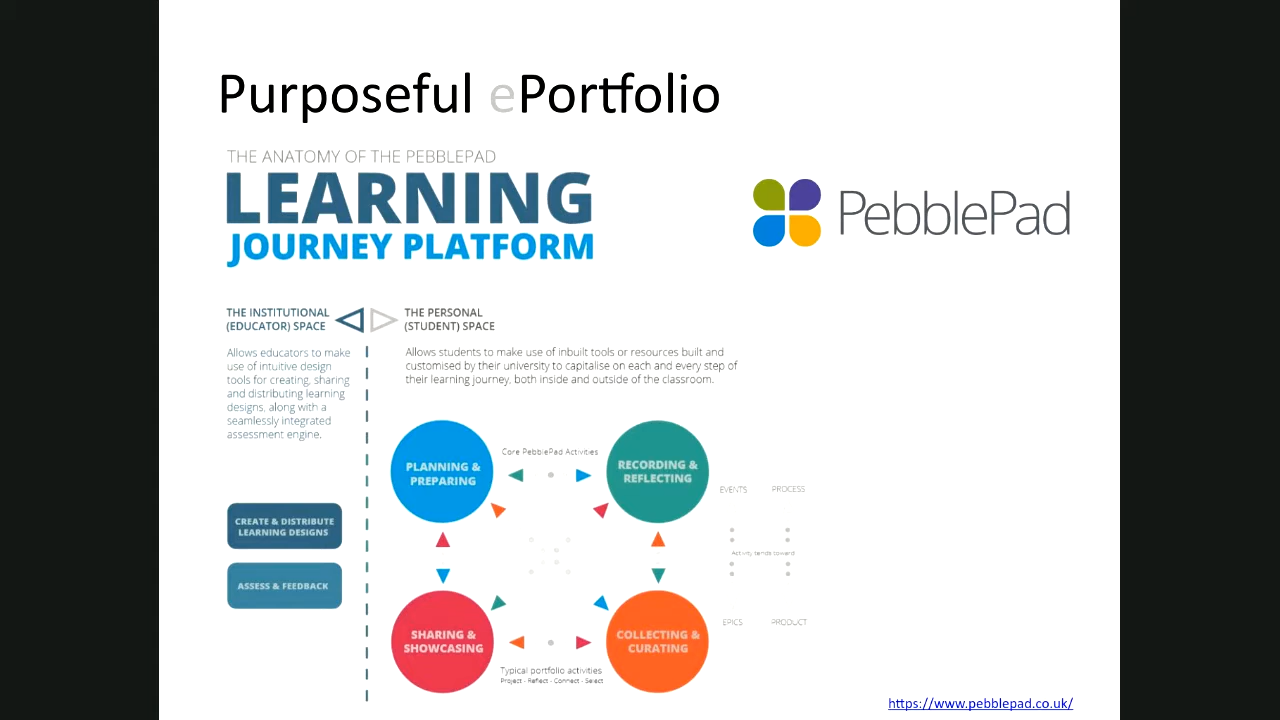 Purposeful ePortfolio
THE ANATOMY OF THE PEBBLEPAD
LEARNING
JOURNEY PLATFORM
PebblePad
THE INSTITUTIONAL
(EDUCATOR) SPACE
THE PERSONAL
(STUDENT) SPACE
Allows educators to make
use of intuitive design
tools for creating, sharing
and distributing learning
designs, along with a
seamlessly integrated
assessment engine.
Allows students to make use of inbuilt tools or resources built and
customised by their university to capitalise on each and every step of
their learning journey, both inside and outside of the classroom.
CREATE & DISTRIBUTE
LEARNING DESIGNS
ASSESS & FEEDBACK
PLANNING &
PREPARING
Core PebblePad Activities
RECORDING &
REFLECTING
EVENTS
PROCESS
Activity tends toward
EPICS
PRODUCT
SHARING &
SHOWCASING
COLLECTING &
CURATING
Typical portfolio activities
Project - Reflect - Connect - Select
https://www.pebblepad.co.uk/